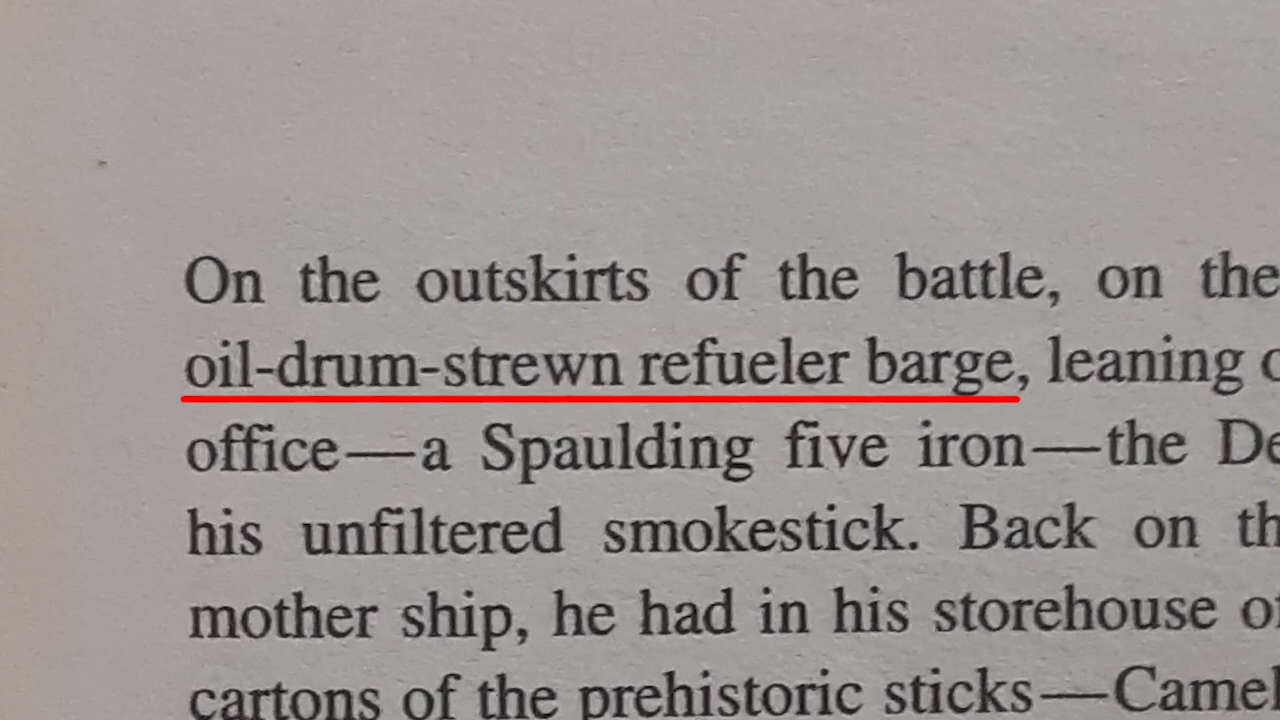 On the outskirts of the battle, on the
oil-drum-strewn refueler barge, leaning
office—a Spaulding five iron—the
his unfiltered smokestick. Back on
mother ship, he had in his storehouse
cartons of the prehistoric sticks—Camel